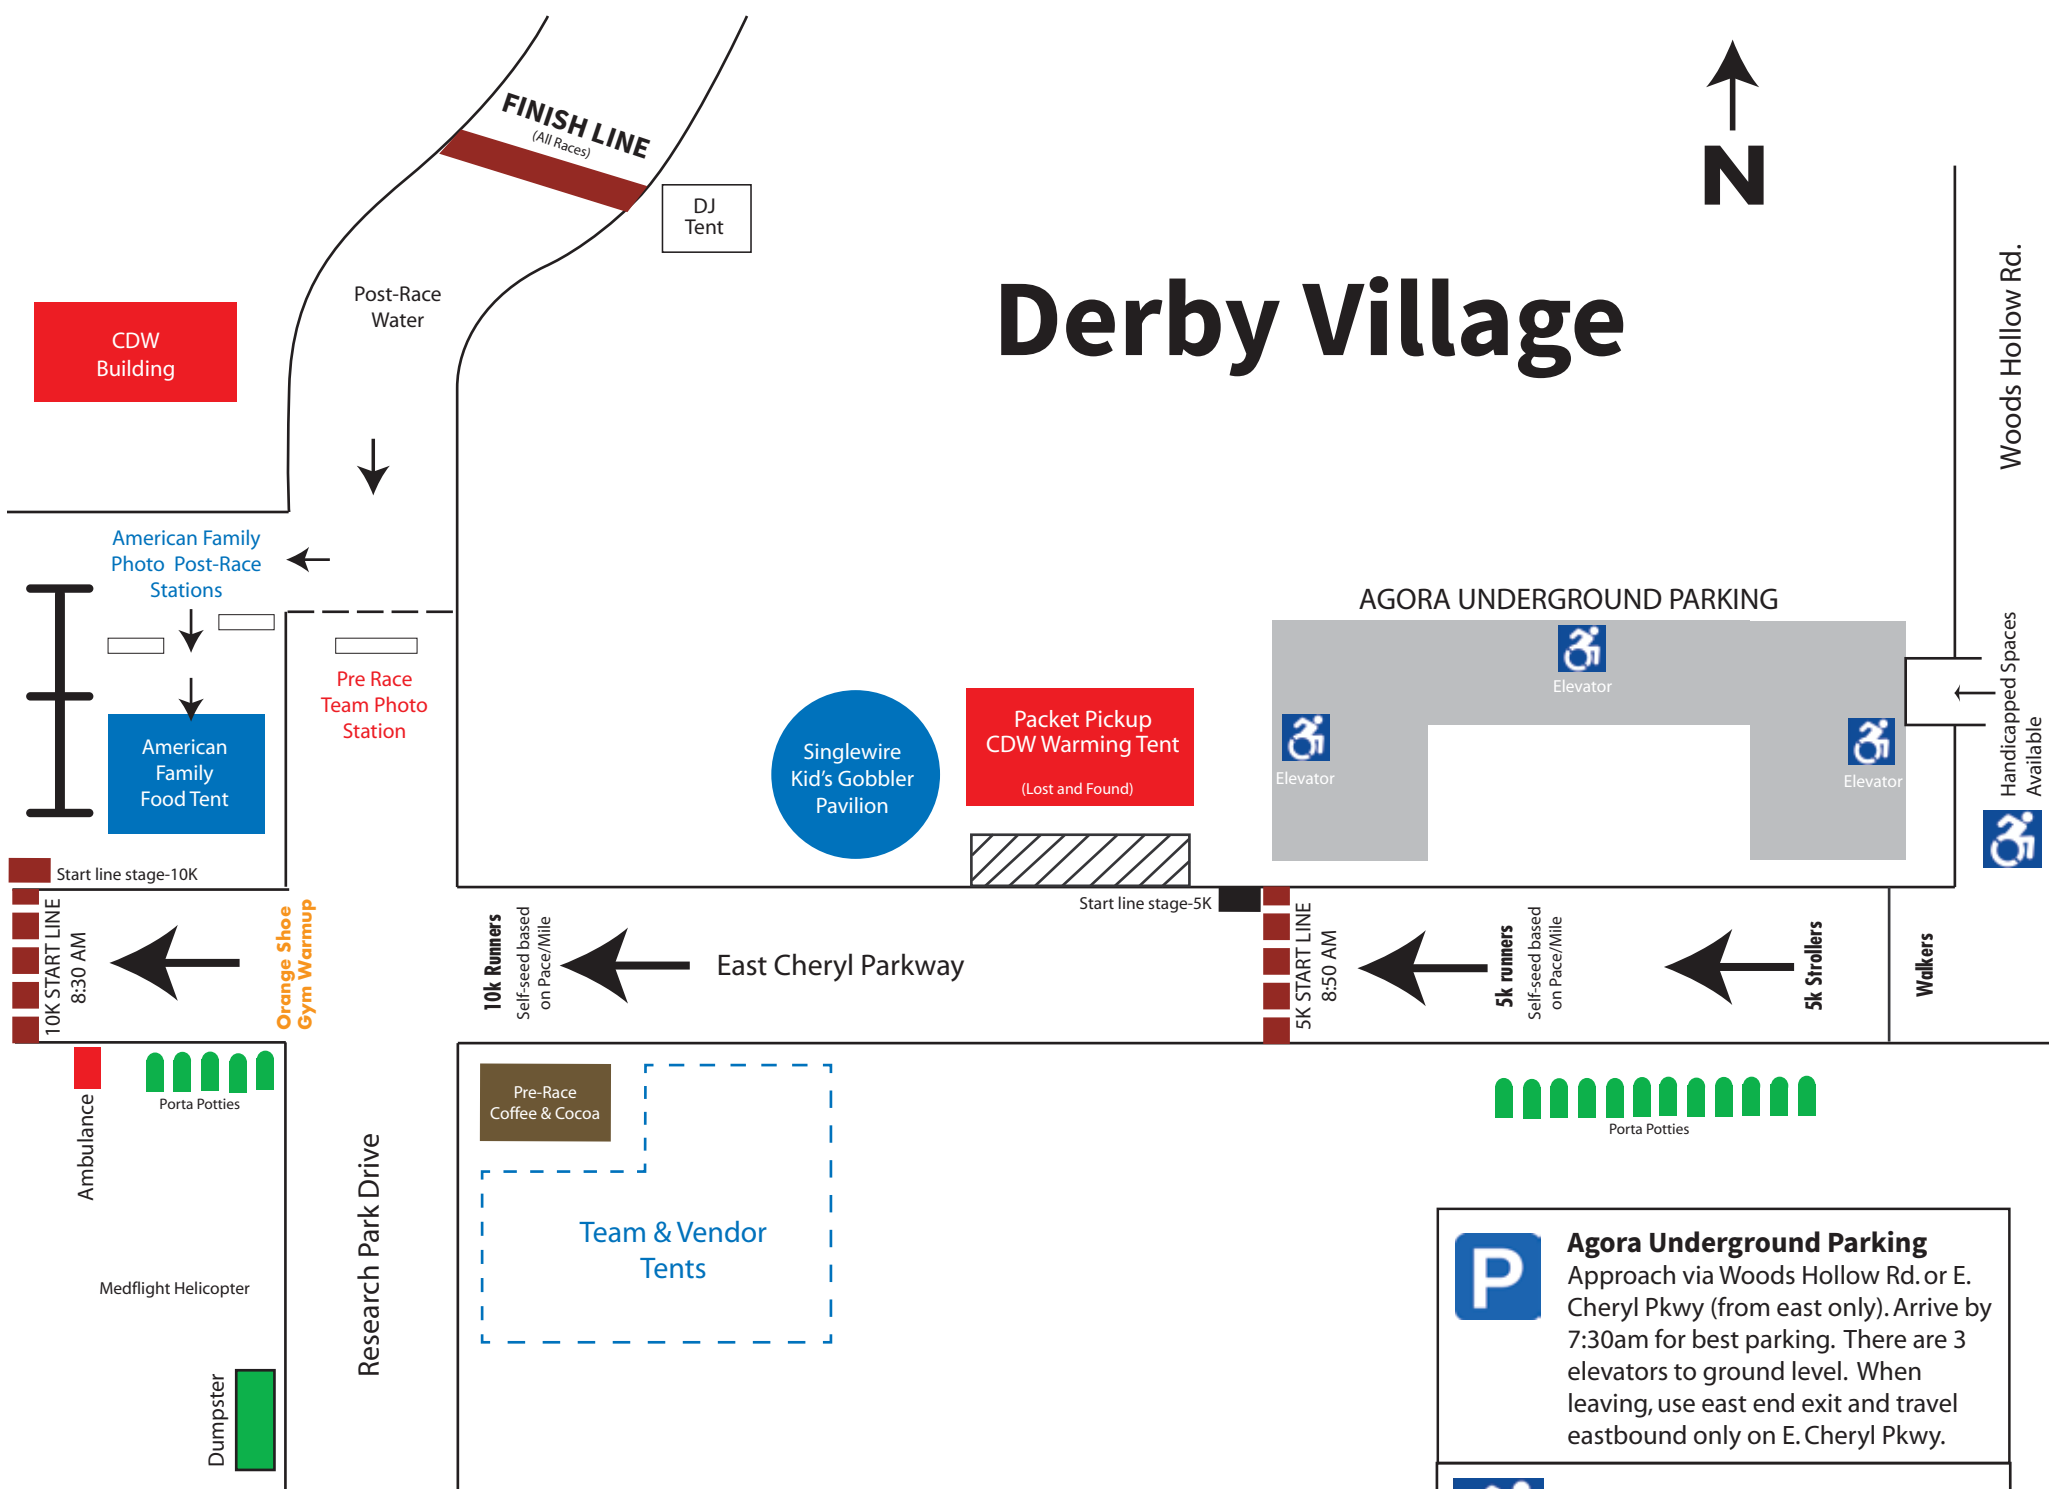 FINISH LINE
(All Races)
DJ
Tent
N
Derby Village
Woods Hollow Rd.
Post-Race
Water
CDW
Building
American Family
Photo  Post-Race
Stations
Pre Race
Team Photo
Station
American
Family
Food Tent
Singlewire
Kid's Gobbler
Pavilion
Packet Pickup
CDW Warming Tent
(Lost and Found)
AGORA UNDERGROUND PARKING
Elevator
Elevator
Elevator
Handicapped Spaces
Available
Start line stage-10K
10K START LINE
8:30 AM
Orange Shoe
Gym Warmup
10k Runners
Self-seed based
on Pace/Mile
East Cheryl Parkway
Start line stage-5K
5K START LINE
8:50 AM
5k runners
Self-seed based
on Pace/Mile
5k Strollers
Walkers
Ambulance
Porta Potties
Pre-Race
Coffee & Cocoa
Porta Potties
Research Park Drive
Team & Vendor
Tents
Medflight Helicopter
Dumpster
P
Agora Underground Parking
Approach via Woods Hollow Rd. or E.
Cheryl Pkwy (from east only). Arrive by
7:30am for best parking.  There are 3
elevators to ground level.  When
leaving, use east end exit and travel
eastbound only on E. Cheryl Pkwy.